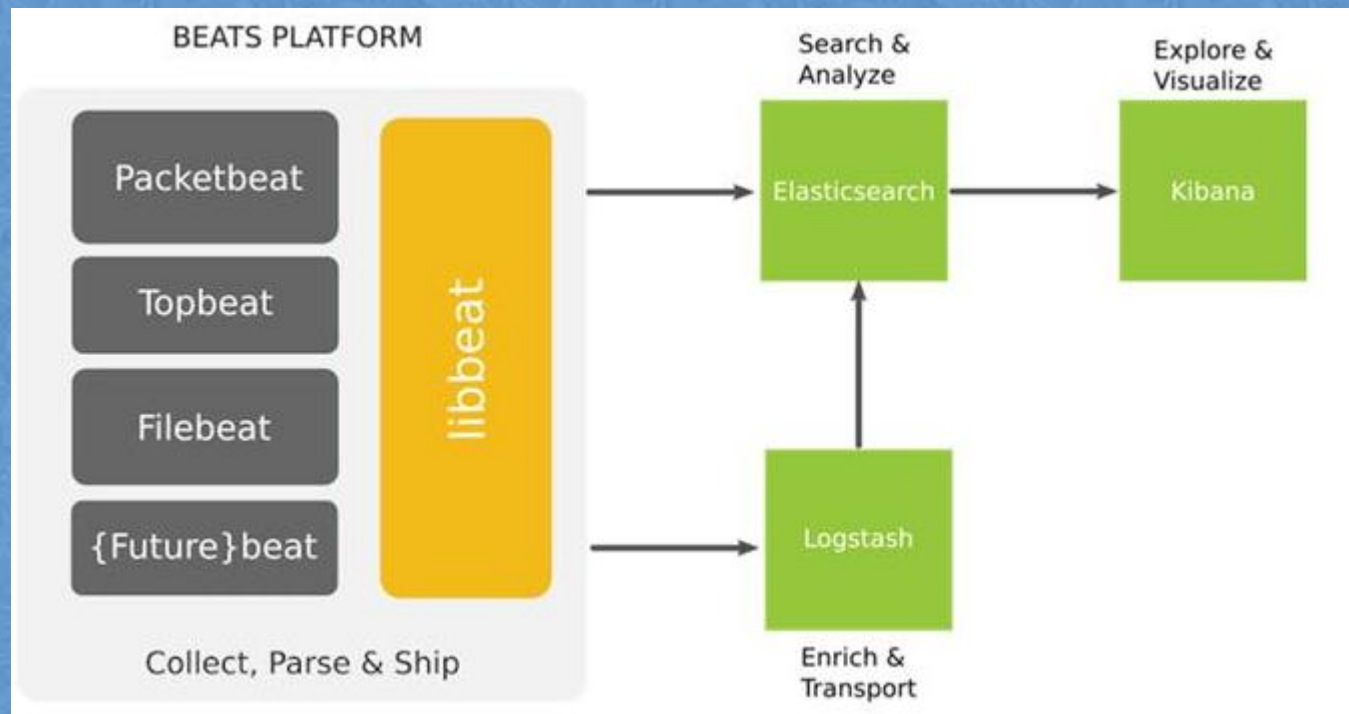 BEATS PLATFORM
Packetbeat
Topbeat
Filebeat
{Future}beat
libbeat
Collect, Parse & Ship
Search &
Analyze
Elasticsearch
Explore &
Visualize
Kibana
Logstash
Enrich &
Transport